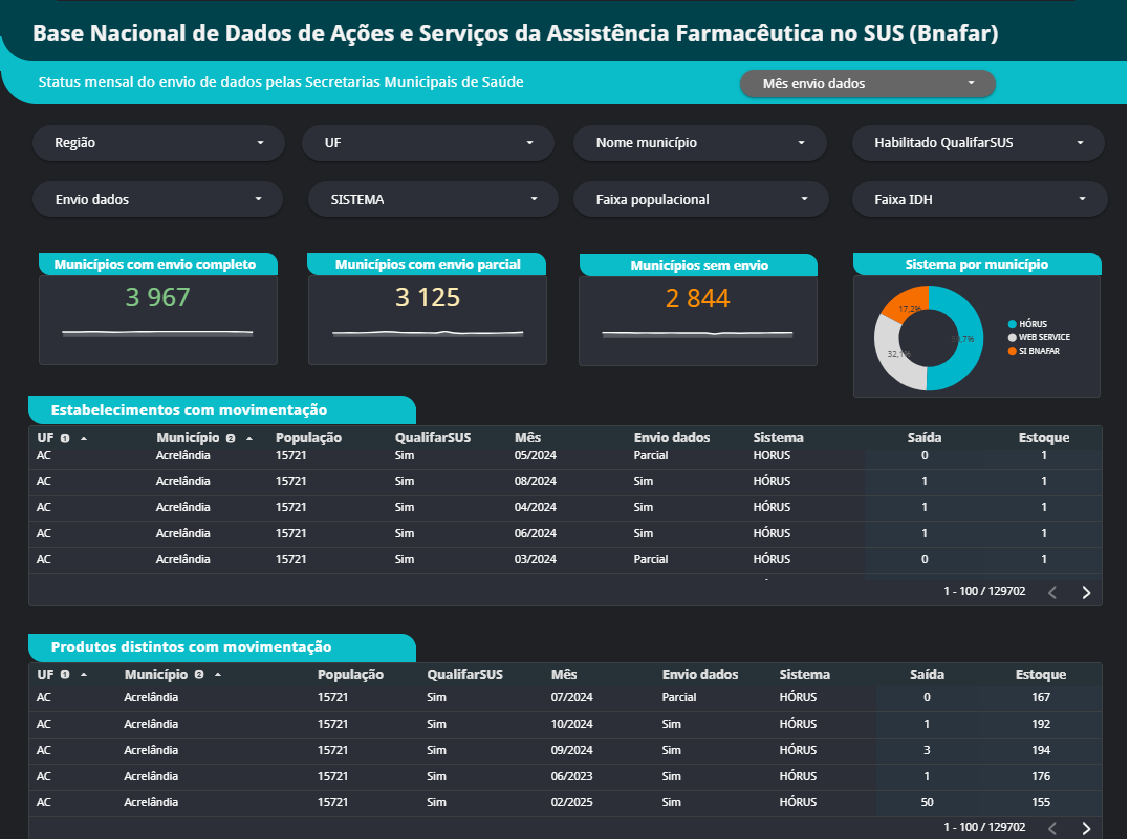 Base Nacional de Dados de Ações e Serviços da Assistência Farmacêutica no SUS (Bnafar)
Status mensal do envio de dados pelas Secretarias Municipais de Saúde
Mês envio dados
Região
UF
Nome município
Habilitado QualifarSUS
Envio dados
SISTEMA
Faixa populacional
Faixa IDH
Municípios com envio completo
3 967
Municípios com envio parcial
3 125
Municípios sem envio
2 844
Sistema por município
17,2%
32,1%
HÓRUS
WEB SERVICE
SI BNAFAR
Estabelecimentos com movimentação
UF 1 Município 2 População QualifarSUS Mês Envio dados Sistema Saída Estoque
AC Acrelândia 15721 Sim 05/2024 Parcial HÓRUS 0 1
AC Acrelândia 15721 Sim 08/2024 Sim HÓRUS 1 1
AC Acrelândia 15721 Sim 04/2024 Sim HÓRUS 1 1
AC Acrelândia 15721 Sim 06/2024 Sim HÓRUS 1 1
AC Acrelândia 15721 Sim 03/2024 Parcial HÓRUS 0 1
1 - 100 / 129702
Produtos distintos com movimentação
UF 1 Município 2 População QualifarSUS Mês Envio dados Sistema Saída Estoque
AC Acrelândia 15721 Sim 07/2024 Parcial HÓRUS 0 167
AC Acrelândia 15721 Sim 10/2024 Sim HÓRUS 1 192
AC Acrelândia 15721 Sim 09/2024 Sim HÓRUS 3 194
AC Acrelândia 15721 Sim 06/2023 Sim HÓRUS 1 176
AC Acrelândia 15721 Sim 02/2025 Sim HÓRUS 50 155
1 - 100 / 129702